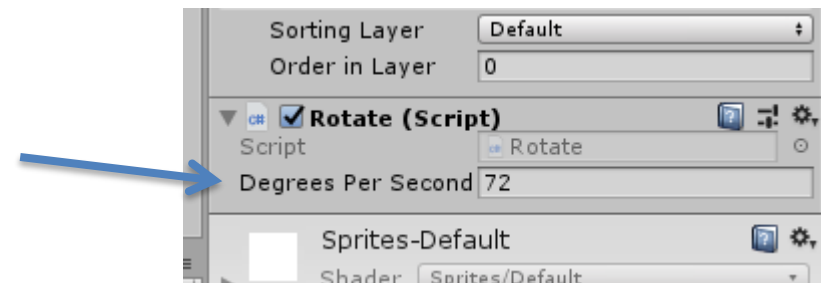 Sorting Layer Default
Order in Layer 0
c# Rotate (Script)
Script Rotate
Degrees Per Second 72
Sprites-Default
Shader Sprites/Default